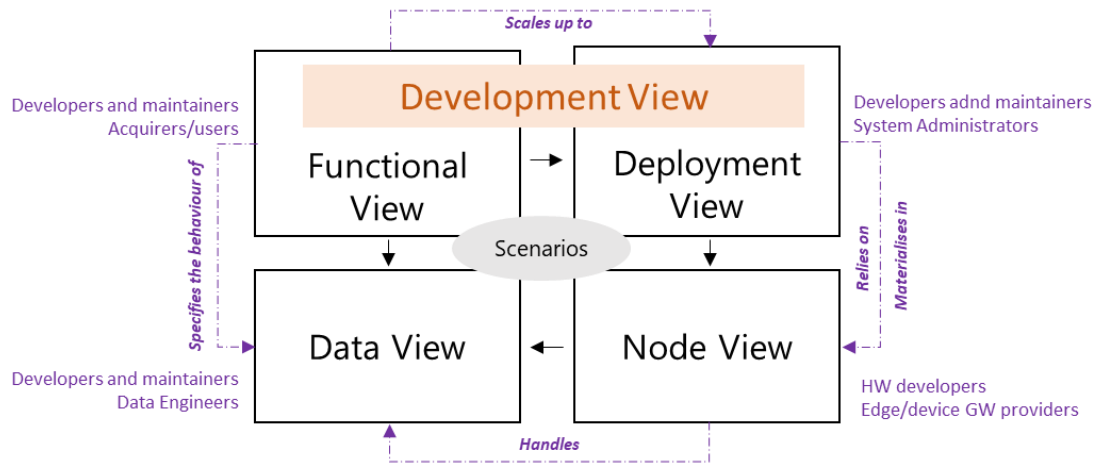 Scales up to
Development View
Developers and maintainers
Acquirers/users
Developers adnd maintainers
System Administrators
Functional
View
Deployment
View
Specifies the behaviour of
Scenarios
Relies on
Materialises in
Data View
Node View
Developers and maintainers
Data Engineers
HW developers
Edge/device GW providers
Handles